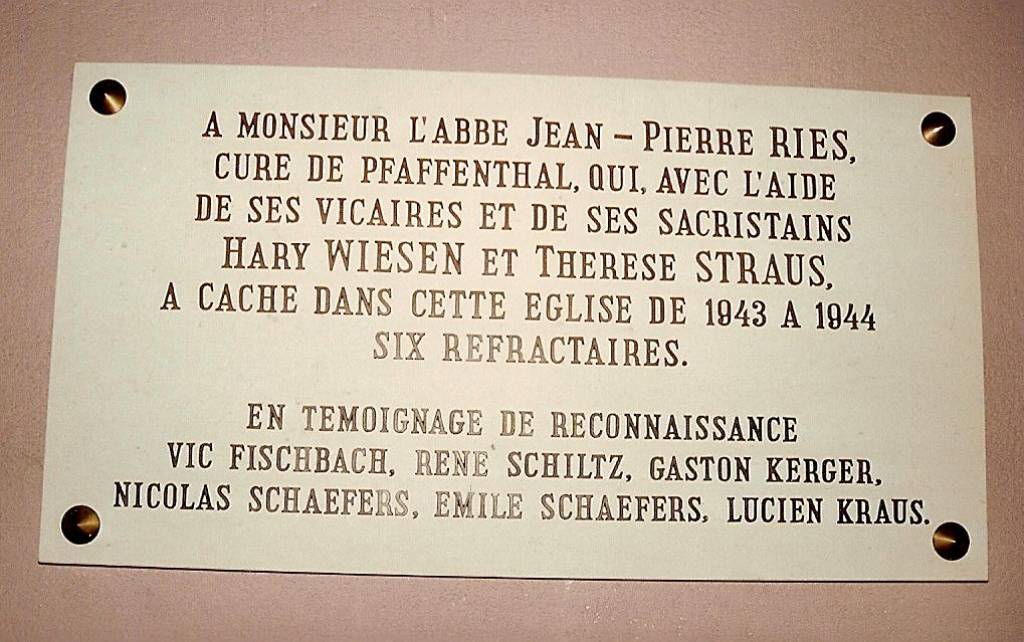 A MONSIEUR L'ABBE JEAN – PIERRE RIES,
CURE DE PFAFFENTHAL, QUI, AVEC L'AIDE
DE SES VICAIRES ET DE SES SACRISTAINS
HARY WIESEN ET THERESE STRAUS,
A CACHE DANS CETTE EGLISE DE 1943 A 1944
SIX REFRACTAIRES.
EN TEMOIGNAGE DE RECONNAISSANCE
VIC FISCHBACH, RENE SCHILTZ, GASTON KERGER,
NICOLAS SCHAEFERS, EMILE SCHAEFERS, LUCIEN KRAUS.